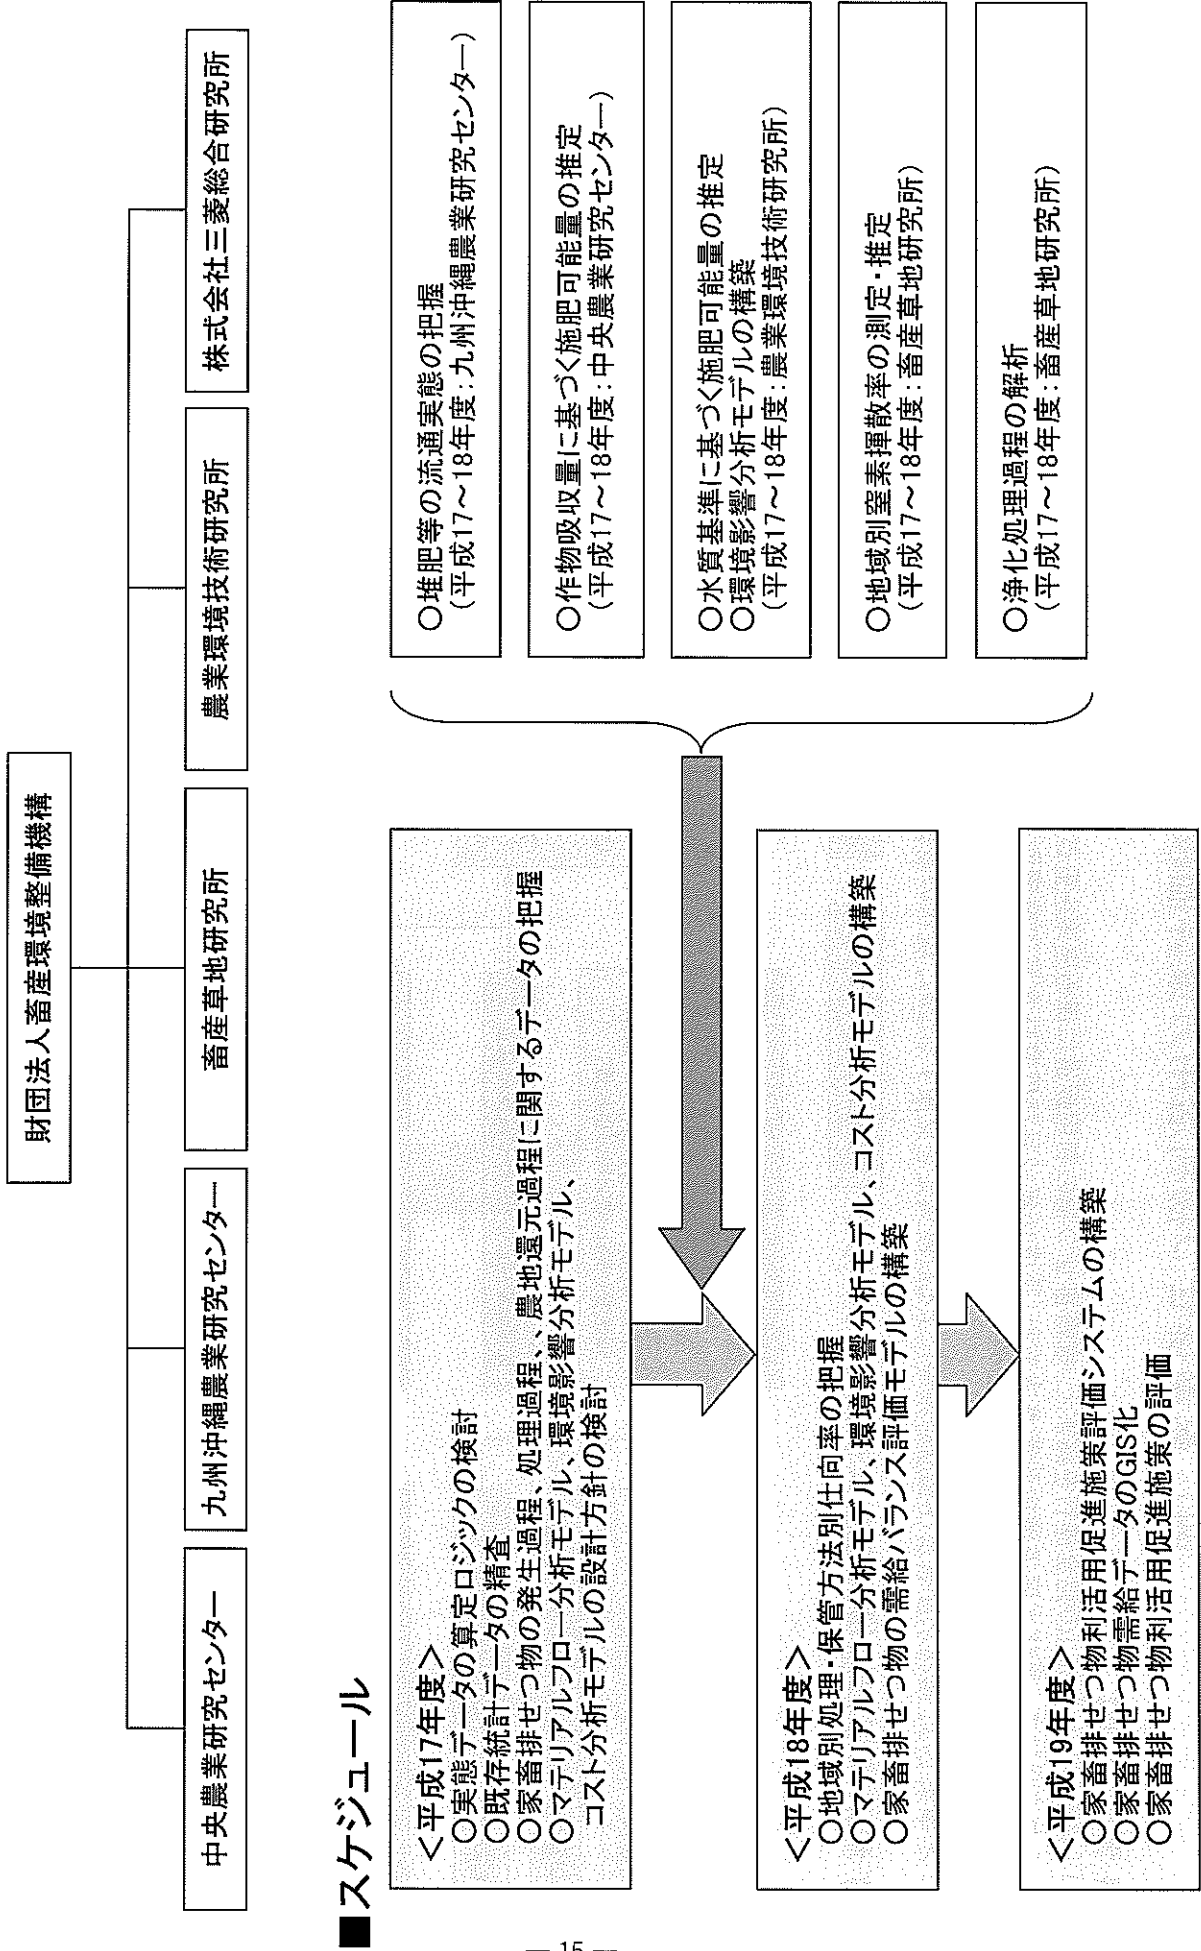 財団法人畜産環境整備機構
中央農業研究センター
九州沖縄農業研究センター
畜産草地研究所
農業環境技術研究所
株式会社三菱総合研究所
■スケジュール
＜平成17年度＞
○実態データの算定ロジックの検討
○既存統計データの精査
○家畜排せつ物の発生過程、処理過程、、農地還元過程に関するデータの把握
○マテリアルフロー分析モデル、環境影響分析モデル、
コスト分析モデルの設計方針の検討
＜平成18年度＞
○地域別処理・保管方法別仕向率の把握
○マテリアルフロー分析モデル、環境影響分析モデル、コスト分析モデルの構築
○家畜排せつ物の需給バランス評価モデルの構築
＜平成19年度＞
○家畜排せつ物利活用促進施策評価システムの構築
○家畜排せつ物需給データのGIS化
○家畜排せつ物利活用促進施策の評価
○堆肥等の流通実態の把握
（平成17～18年度：九州沖縄農業研究センター）
○作物吸収量に基づく施肥可能量の推定
（平成17～18年度：中央農業研究センター）
○水質基準に基づく施肥可能量の推定
○環境影響分析モデルの構築
（平成17～18年度：農業環境技術研究所）
○地域別窒素揮散率の測定・推定
（平成17～18年度：畜産草地研究所）
○浄化処理過程の解析
（平成17～18年度：畜産草地研究所）
— 15 —